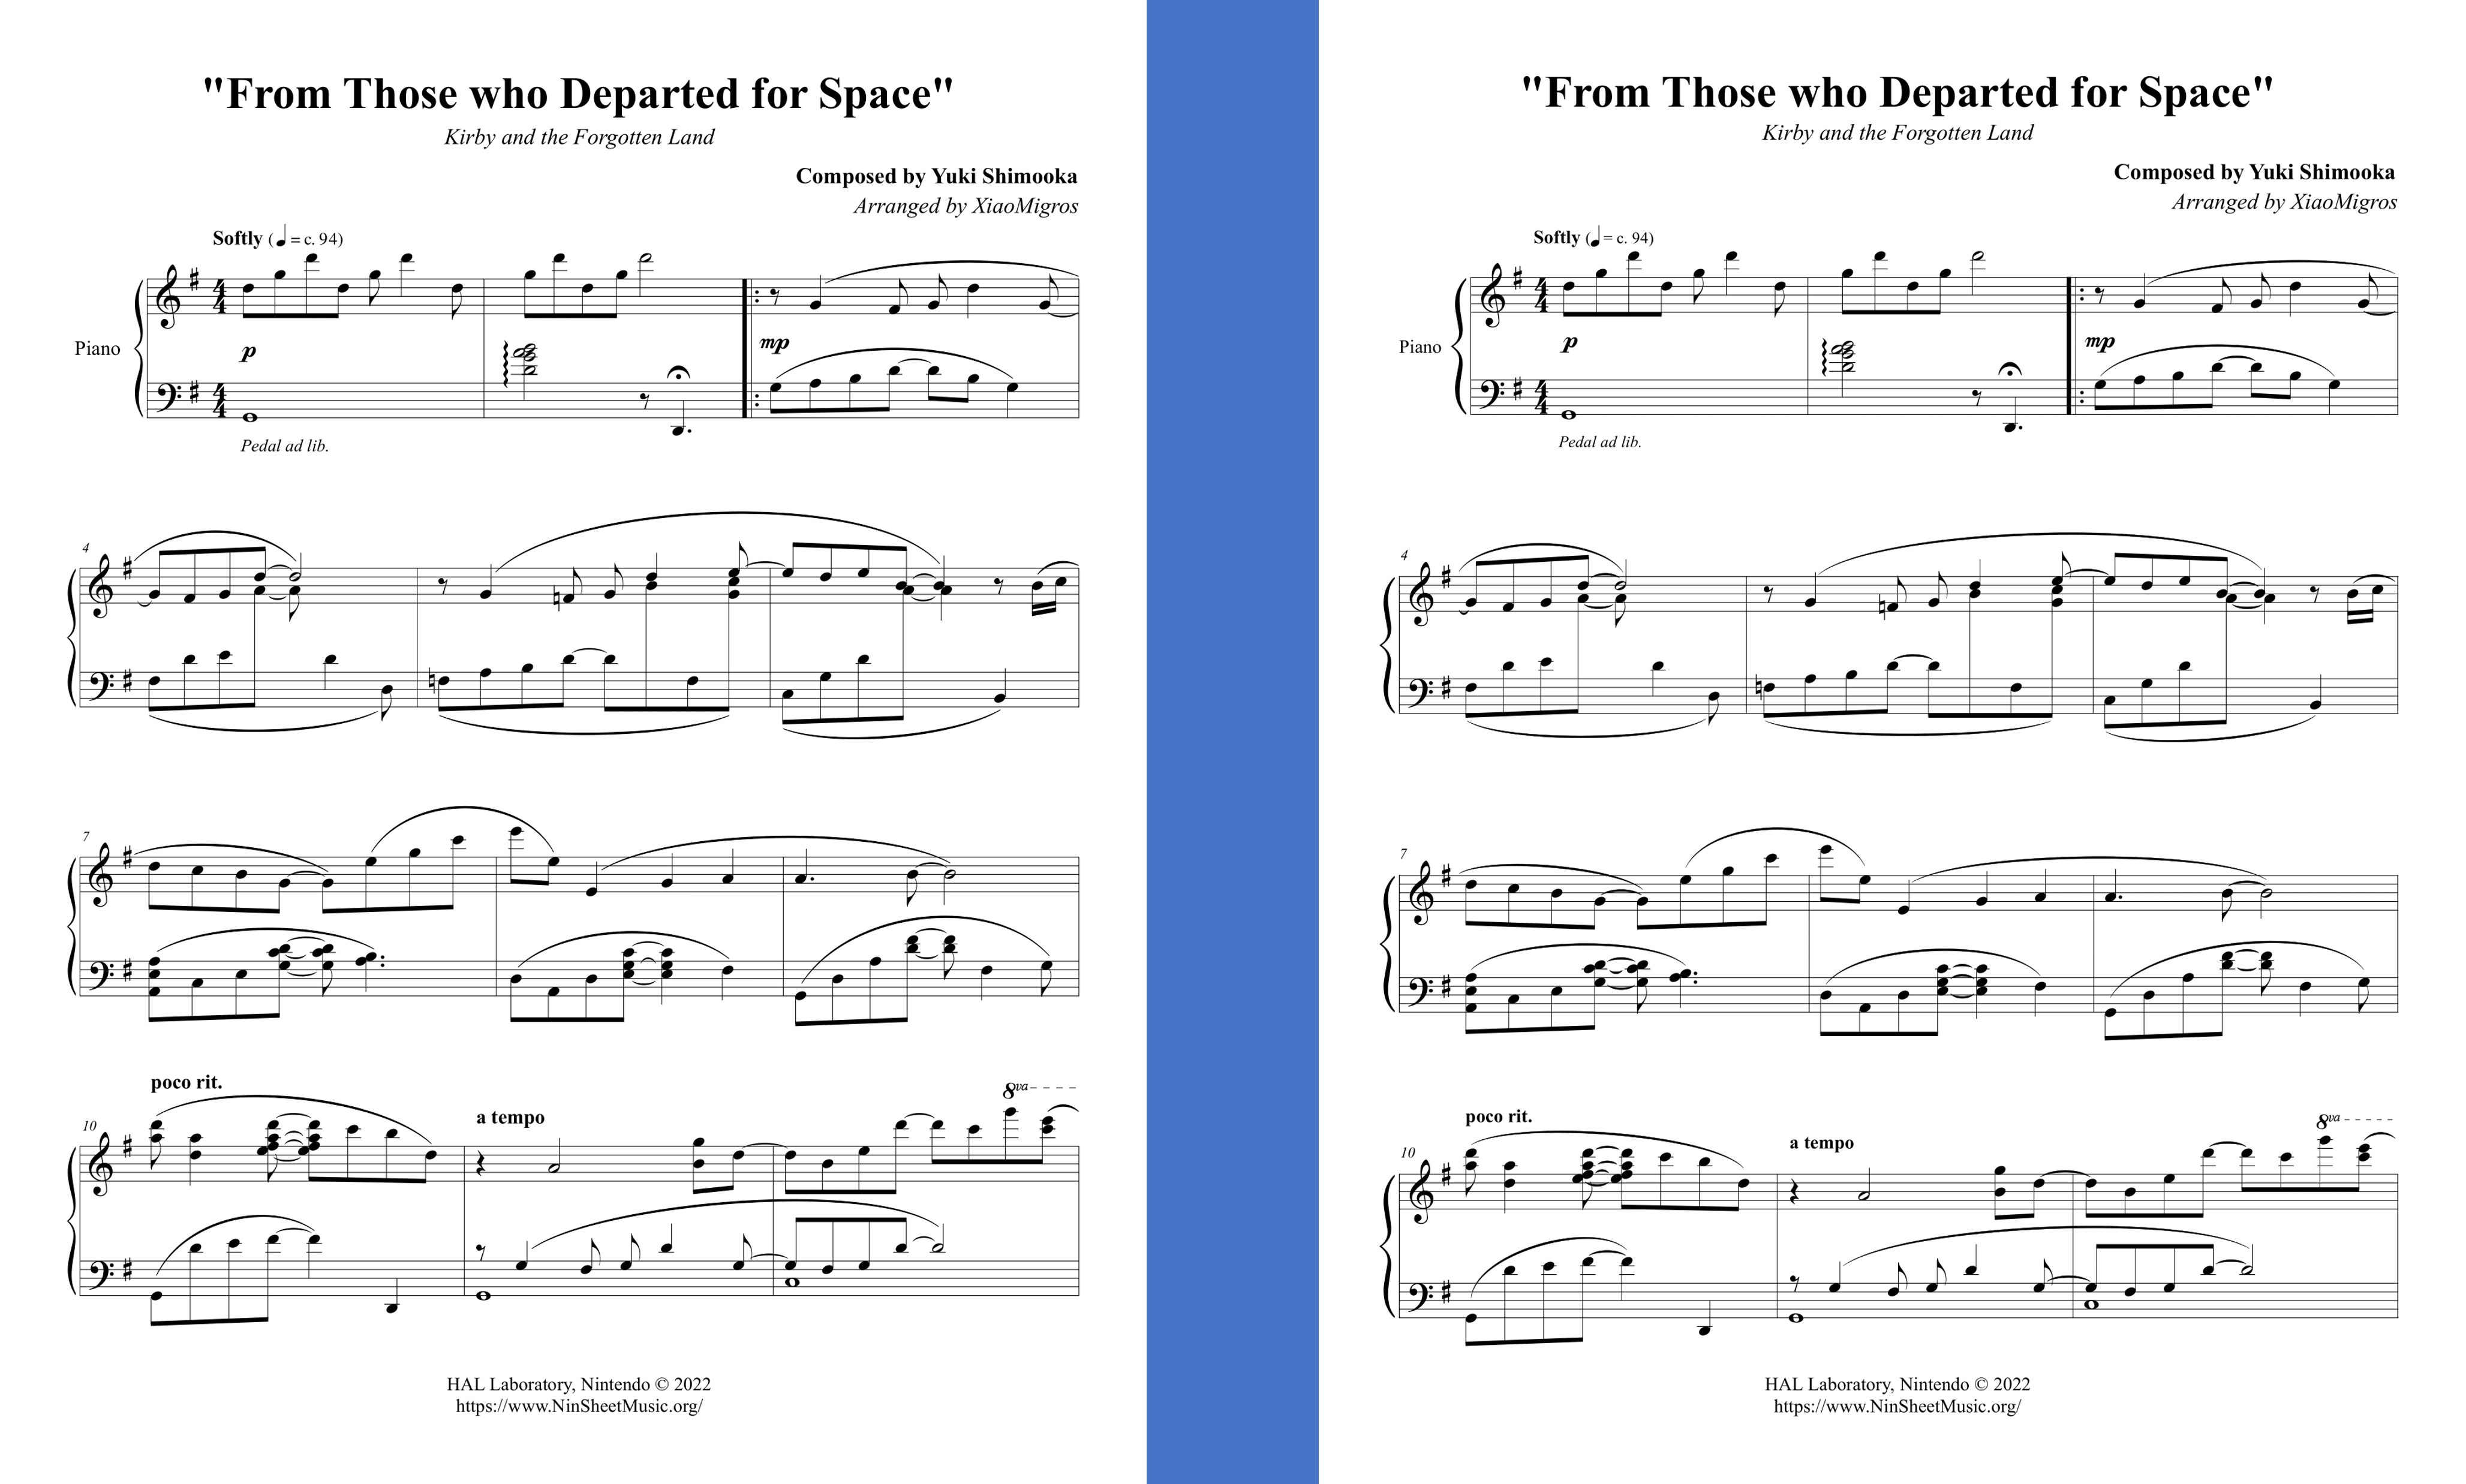 "From Those who Departed for Space"
Kirby and the Forgotten Land
Composed by Yuki Shimooka
Arranged by XiaoMigros
Softly (♩ = c. 94)
Piano
p
mp
Pedal ad lib.
4
7
poco rit.
8va
a tempo
10
HAL Laboratory, Nintendo © 2022
https://www.NinSheetMusic.org/
"From Those who Departed for Space"
Kirby and the Forgotten Land
Composed by Yuki Shimooka
Arranged by XiaoMigros
Softly (♩ = c. 94)
Piano
p
mp
Pedal ad lib.
4
7
poco rit.
8va
a tempo
10
HAL Laboratory, Nintendo © 2022
https://www.NinSheetMusic.org/